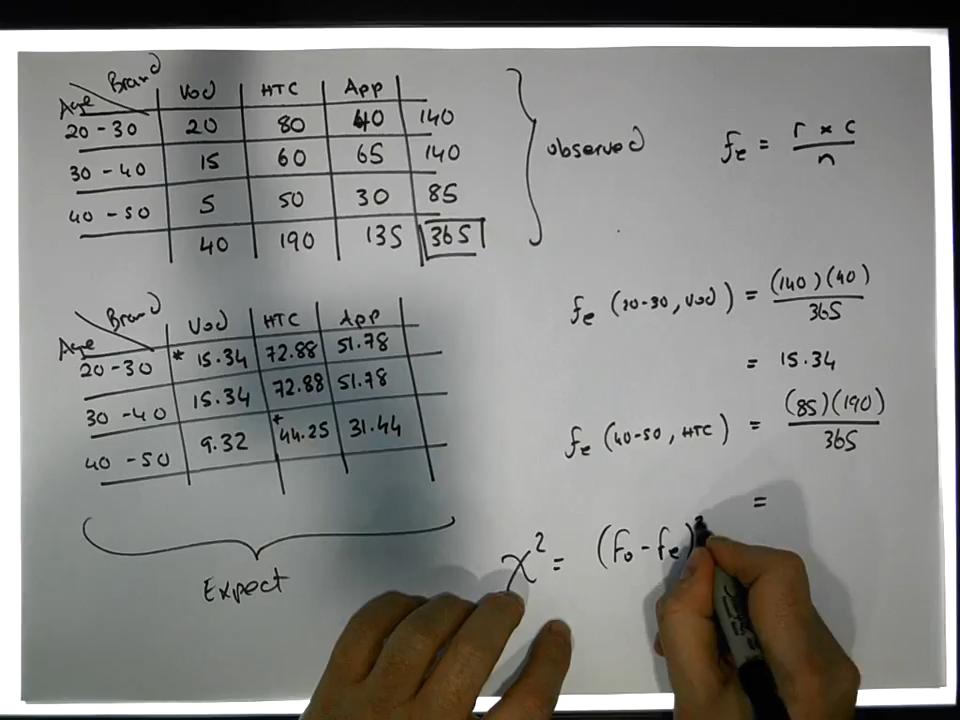 Age Brand Vod HTC App
20-30 20 80 40 140
30-40 15 60 65 140
40-50 5 50 30 85
40 190 135 365
observed
fe = r × c / n
Age Brand Vod HTC App
20-30 * 15.34 72.88 51.78
30-40 15.34 72.88 51.78
40-50 9.32 *44.25 31.44
Expect
fe (20-30, Vod) = (140)(40) / 365
= 15.34
fe (40-50, HTC) = (85)(190) / 365
=
χ² = (Fo - fe)²